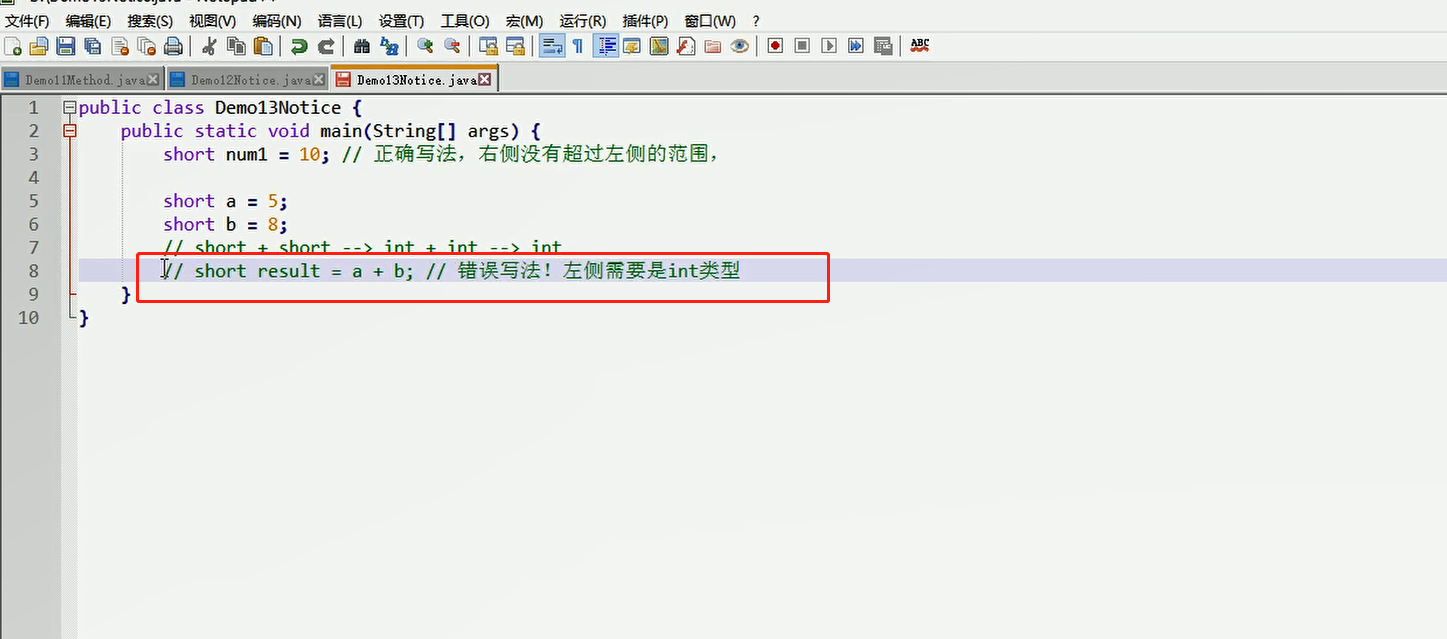 文件(F) 编辑(E) 搜索(S) 视图(V) 编码(N) 语言(L) 设置(T) 工具(O) 宏(M) 运行(R) 插件(P) 窗口(W) ?
ABC
Demo11Method.java Demo12Notice.java Demo13Notice.java
1 public class Demo13Notice {
2 public static void main(String[] args) {
3 short num1 = 10; // 正确写法，右侧没有超过左侧的范围，
4
5 short a = 5;
6 short b = 8;
7 // short + short --> int + int --> int
8 // short result = a + b; // 错误写法！左侧需要是int类型
9 }
10 }